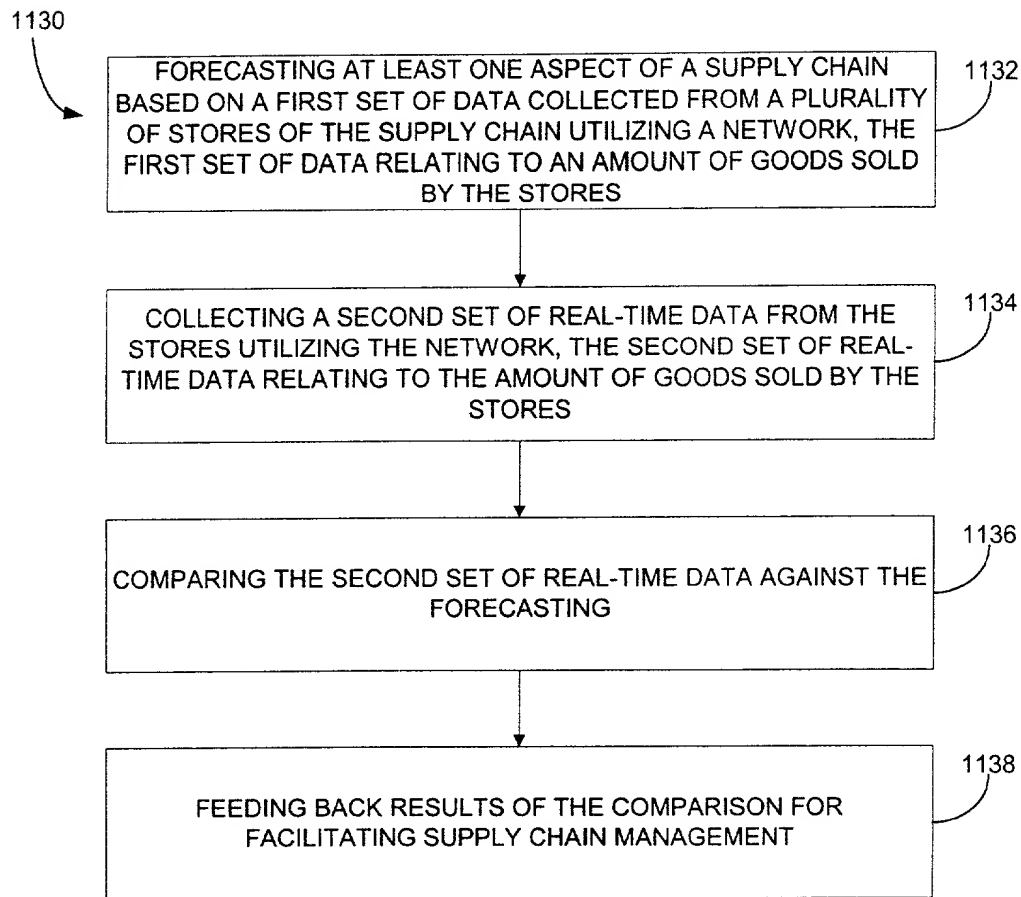 1130
FORECASTING AT LEAST ONE ASPECT OF A SUPPLY CHAIN
BASED ON A FIRST SET OF DATA COLLECTED FROM A PLURALITY
OF STORES OF THE SUPPLY CHAIN UTILIZING A NETWORK, THE
FIRST SET OF DATA RELATING TO AN AMOUNT OF GOODS SOLD
BY THE STORES
1132
COLLECTING A SECOND SET OF REAL-TIME DATA FROM THE
STORES UTILIZING THE NETWORK, THE SECOND SET OF REAL-
TIME DATA RELATING TO THE AMOUNT OF GOODS SOLD BY THE
STORES
1134
COMPARING THE SECOND SET OF REAL-TIME DATA AGAINST THE
FORECASTING
1136
FEEDING BACK RESULTS OF THE COMPARISON FOR
FACILITATING SUPPLY CHAIN MANAGEMENT
1138